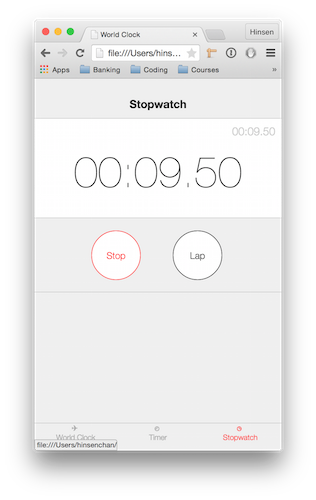 World Clock
Hinsen
file:///Users/hins...
Apps Banking Coding Courses »
Stopwatch
00:09.50
00:09.50
Stop Lap
World Clock Timer Stopwatch
file:///Users/hinsenchan/